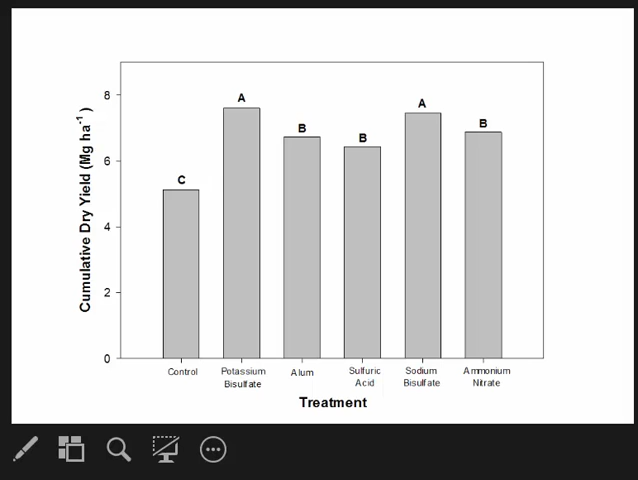 A
A
8
B
B
B
C
6
4
2
0
Cumulative Dry Yield (Mg ha-1 )
Control
Potassium
Bisulfate
Alum
Sulfuric
Acid
Sodium
Bisulfate
Ammonium
Nitrate
Treatment